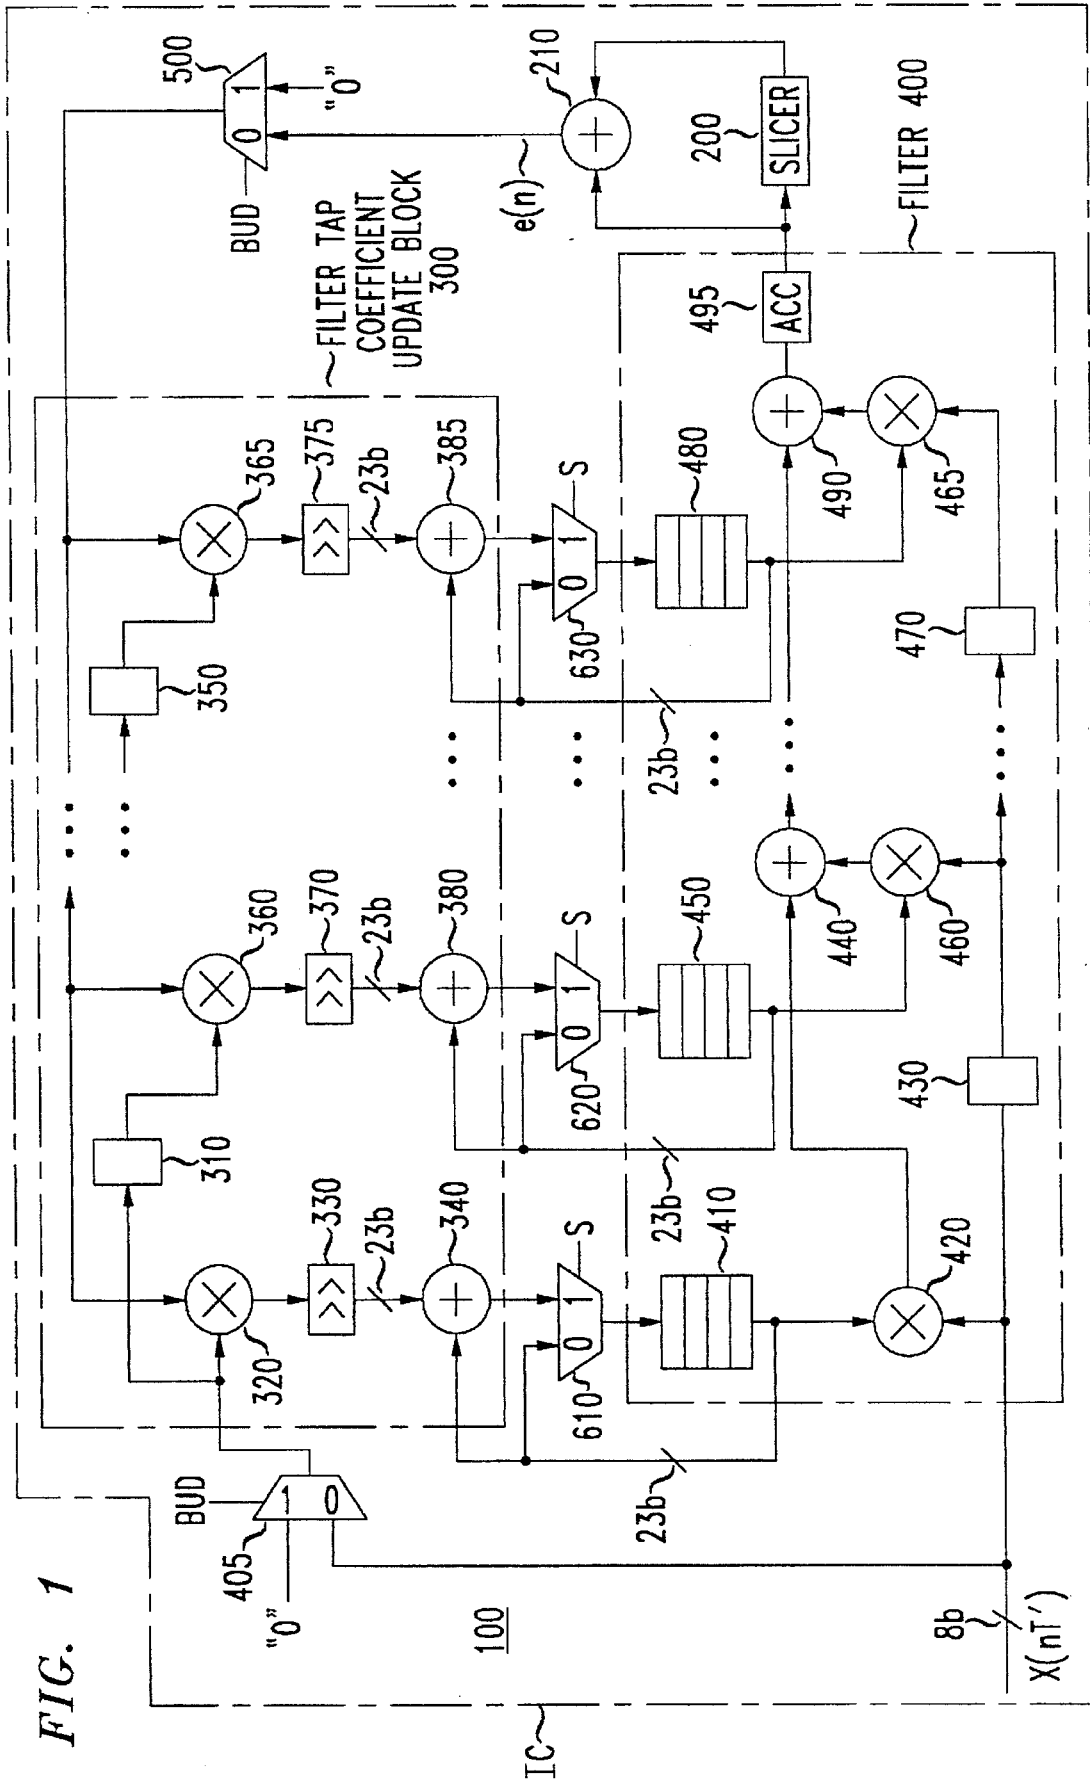 FIG. 1
IC
100
X(nT')
8b
"0"
405
BUD
1
0
320
310
330
23b
340
360
370
23b
380
350
365
375
23b
385
FILTER TAP
COEFFICIENT
UPDATE BLOCK
300
BUD
500
0
1
"0"
e(n)
210
200
SLICER
FILTER 400
610
0
1
S
620
0
1
S
630
0
1
S
23b
410
23b
450
23b
480
420
430
440
460
470
490
465
495
ACC